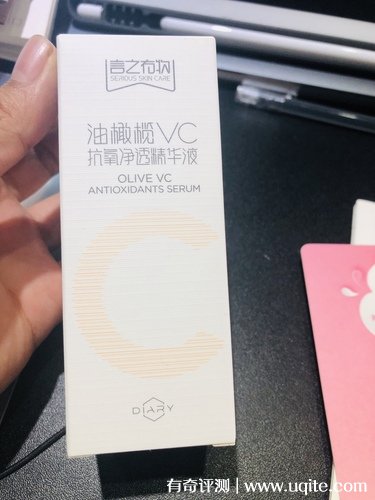 言之有物
SERIOUS SKIN CARE
油橄榄VC
抗氧净透精华液
OLIVE VC
ANTIOXIDANTS SERUM
C
DIARY
有奇评测 | www.uqite.com